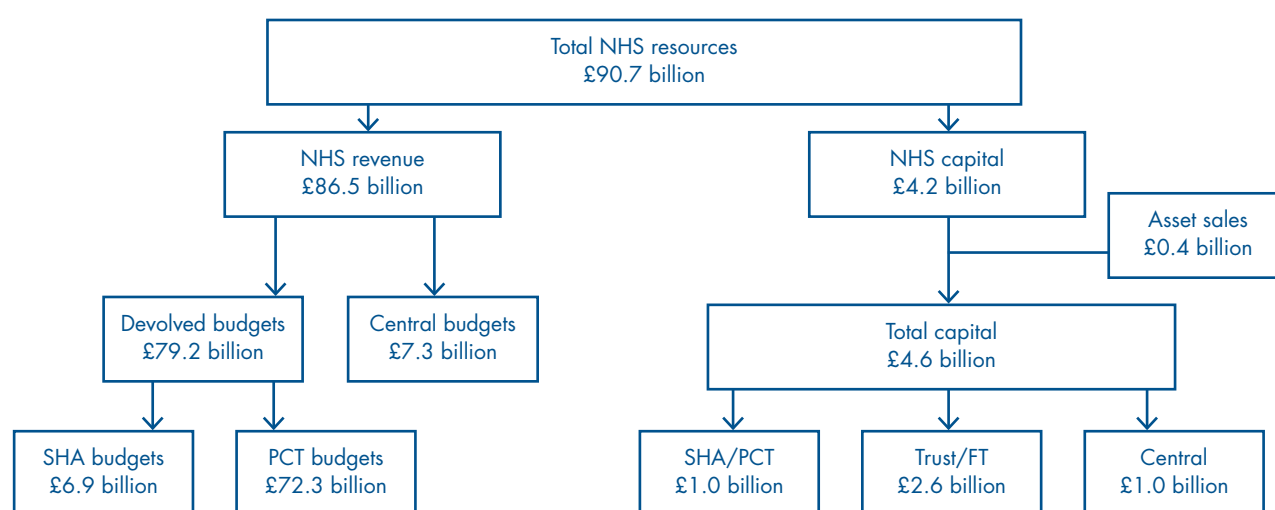 Total NHS resources
£90.7 billion
NHS revenue
£86.5 billion
NHS capital
£4.2 billion
Asset sales
£0.4 billion
Devolved budgets
£79.2 billion
Central budgets
£7.3 billion
Total capital
£4.6 billion
SHA budgets
£6.9 billion
PCT budgets
£72.3 billion
SHA/PCT
£1.0 billion
Trust/FT
£2.6 billion
Central
£1.0 billion